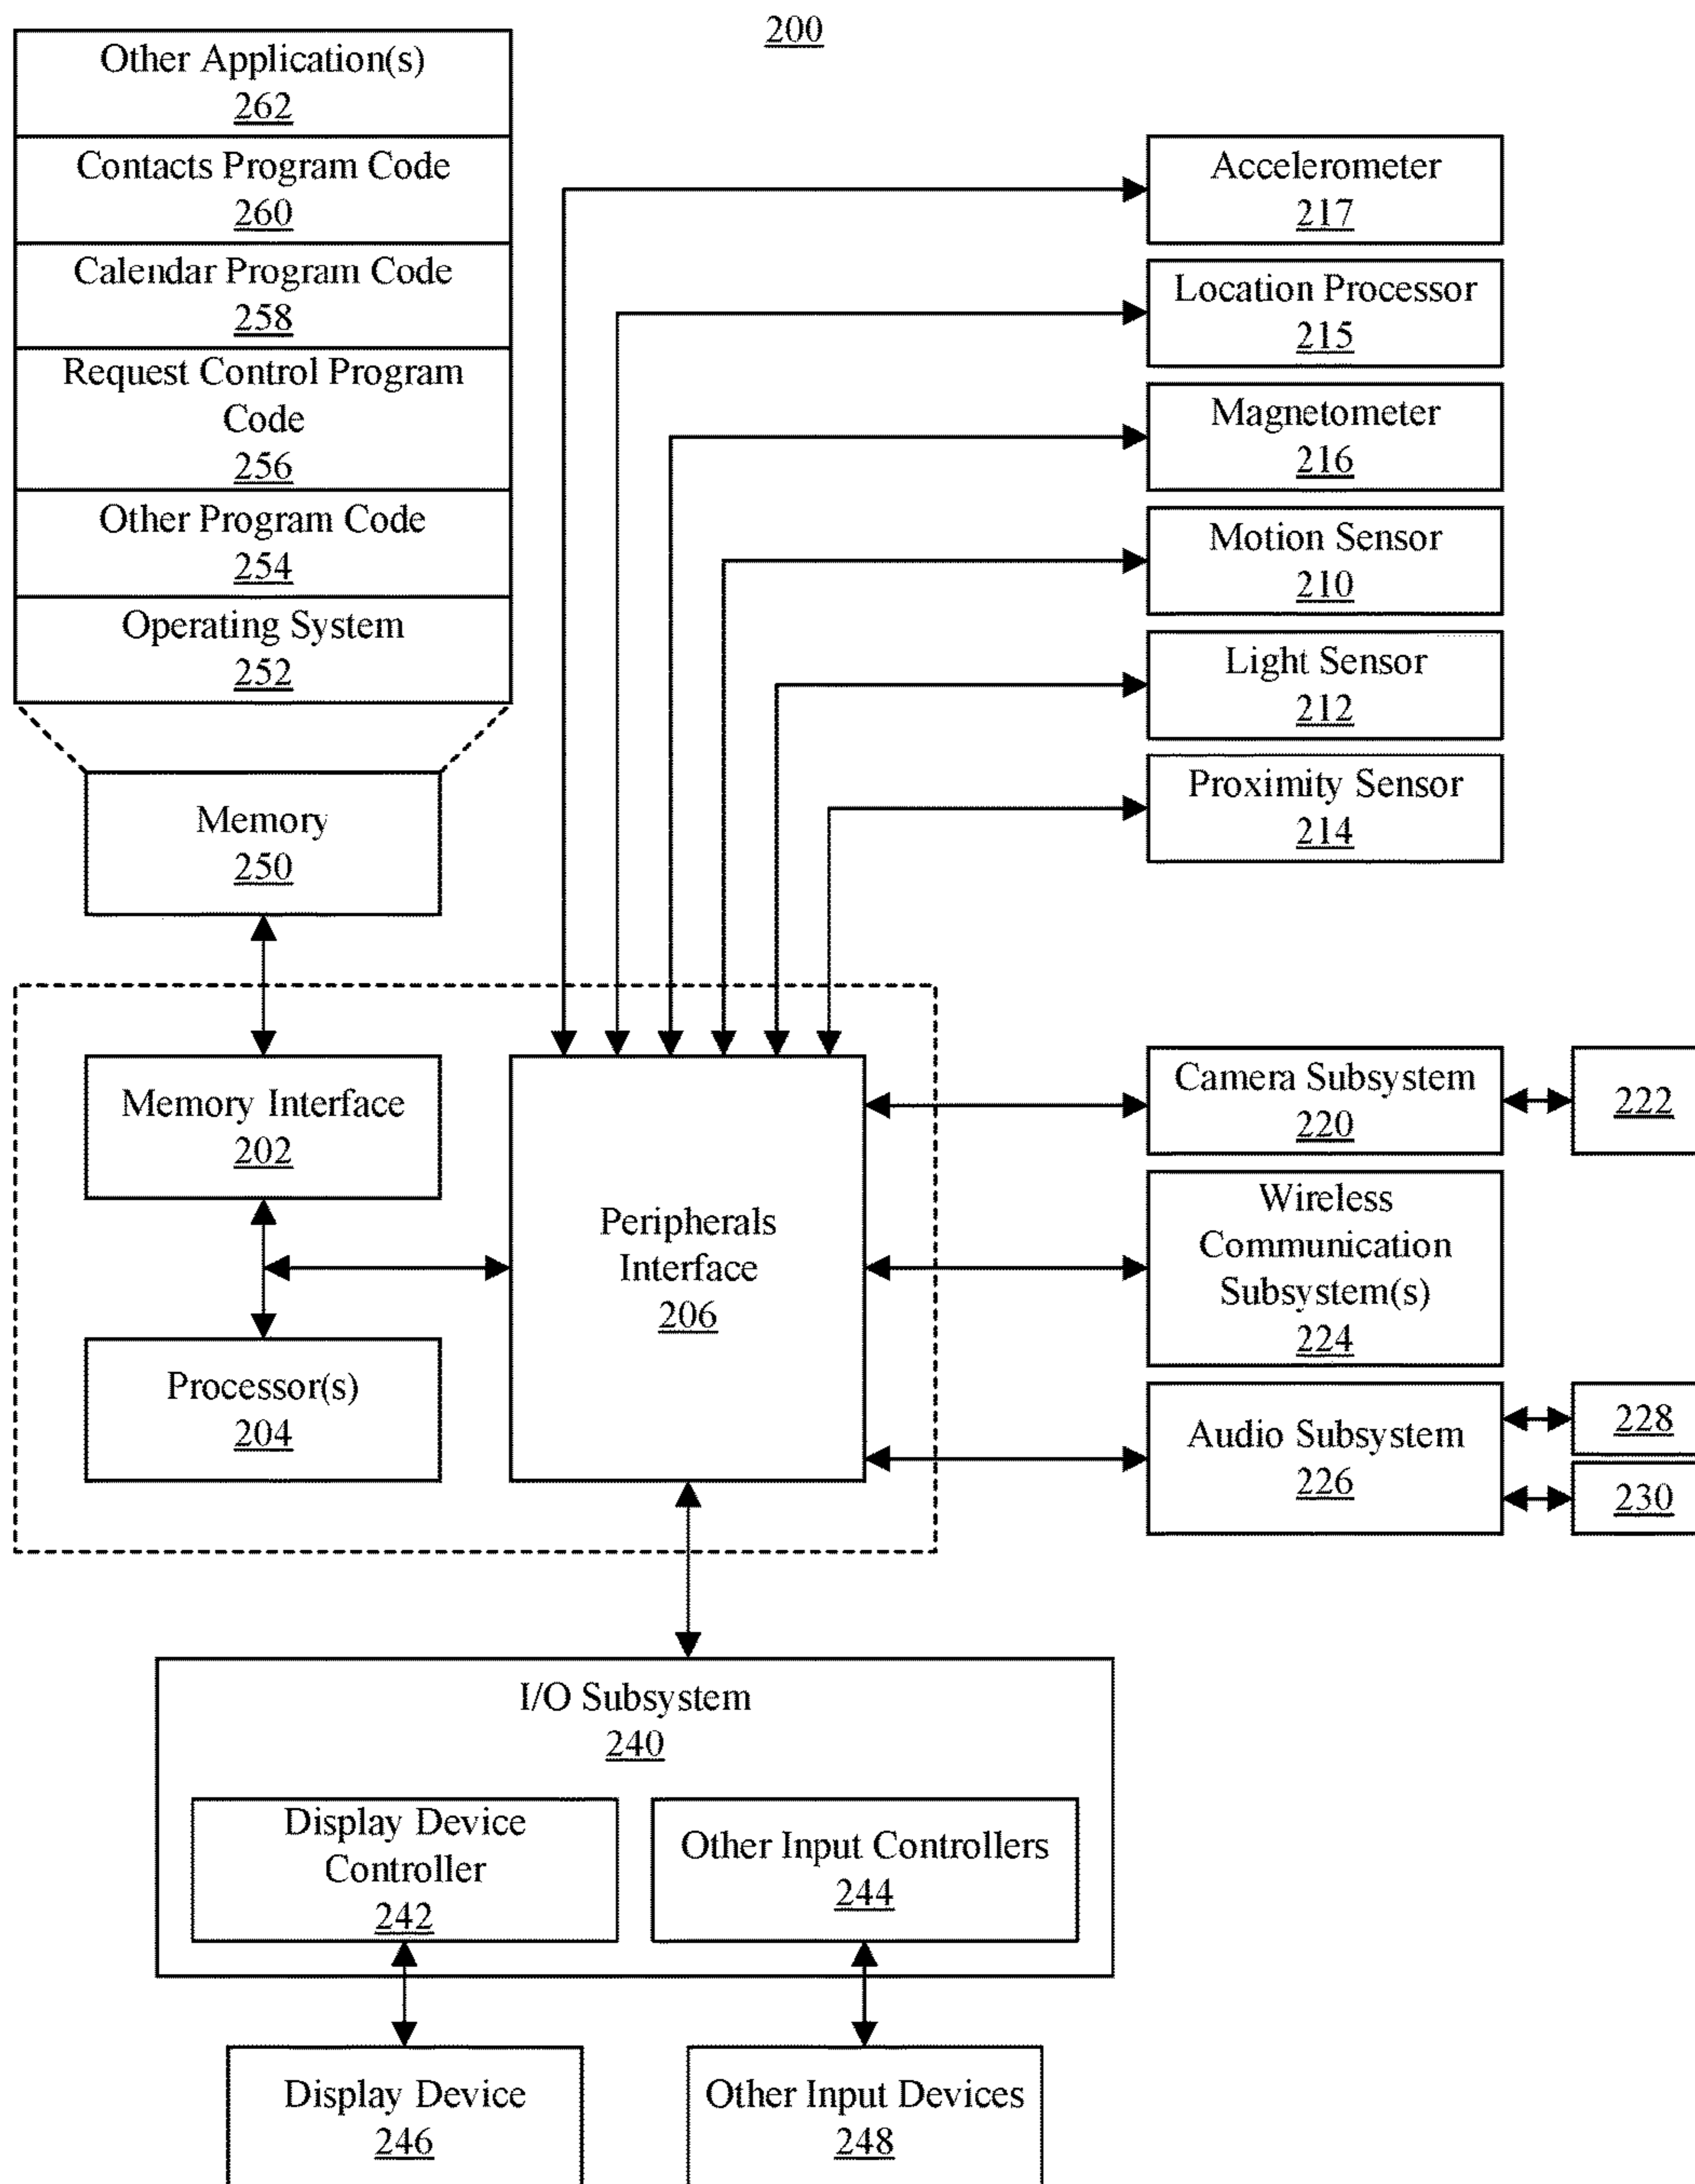 200
Other Application(s)
262
Contacts Program Code
260
Calendar Program Code
258
Request Control Program
Code
256
Other Program Code
254
Operating System
252
Memory
250
Accelerometer
217
Location Processor
215
Magnetometer
216
Motion Sensor
210
Light Sensor
212
Proximity Sensor
214
Memory Interface
202
Processor(s)
204
Peripherals
Interface
206
Camera Subsystem
220
222
Wireless
Communication
Subsystem(s)
224
Audio Subsystem
226
228
230
I/O Subsystem
240
Display Device
Controller
242
Other Input Controllers
244
Display Device
246
Other Input Devices
248